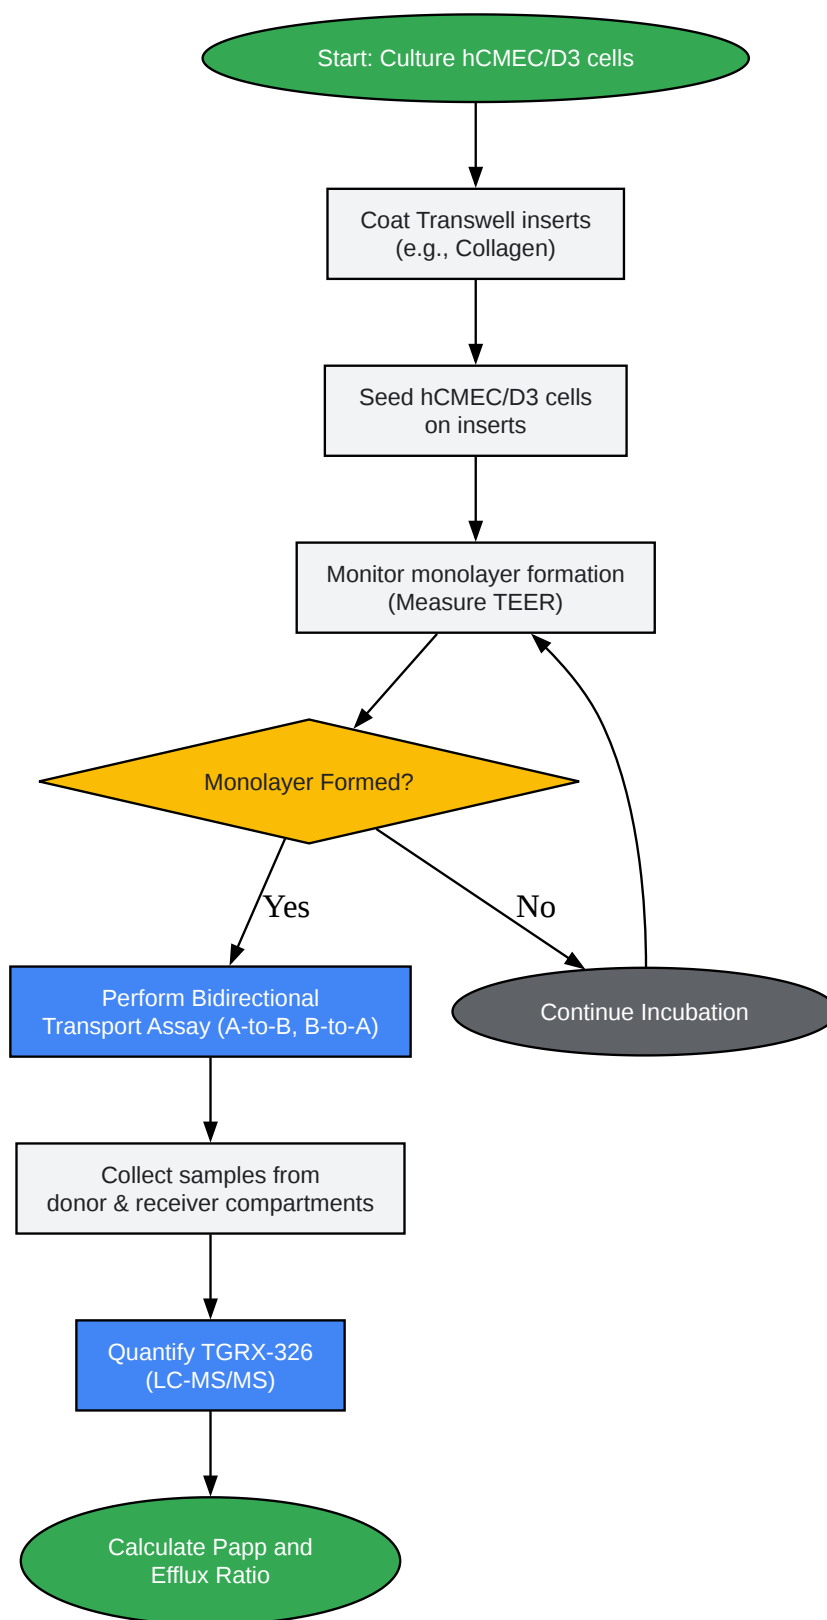 Start: Culture hCMEC/D3 cells
Coat Transwell inserts
(e.g., Collagen)
Seed hCMEC/D3 cells
on inserts
Monitor monolayer formation
(Measure TEER)
Monolayer Formed?
Yes
No
Perform Bidirectional
Transport Assay (A-to-B, B-to-A)
Continue Incubation
Collect samples from
donor & receiver compartments
Quantify TGRX-326
(LC-MS/MS)
Calculate Papp and
Efflux Ratio